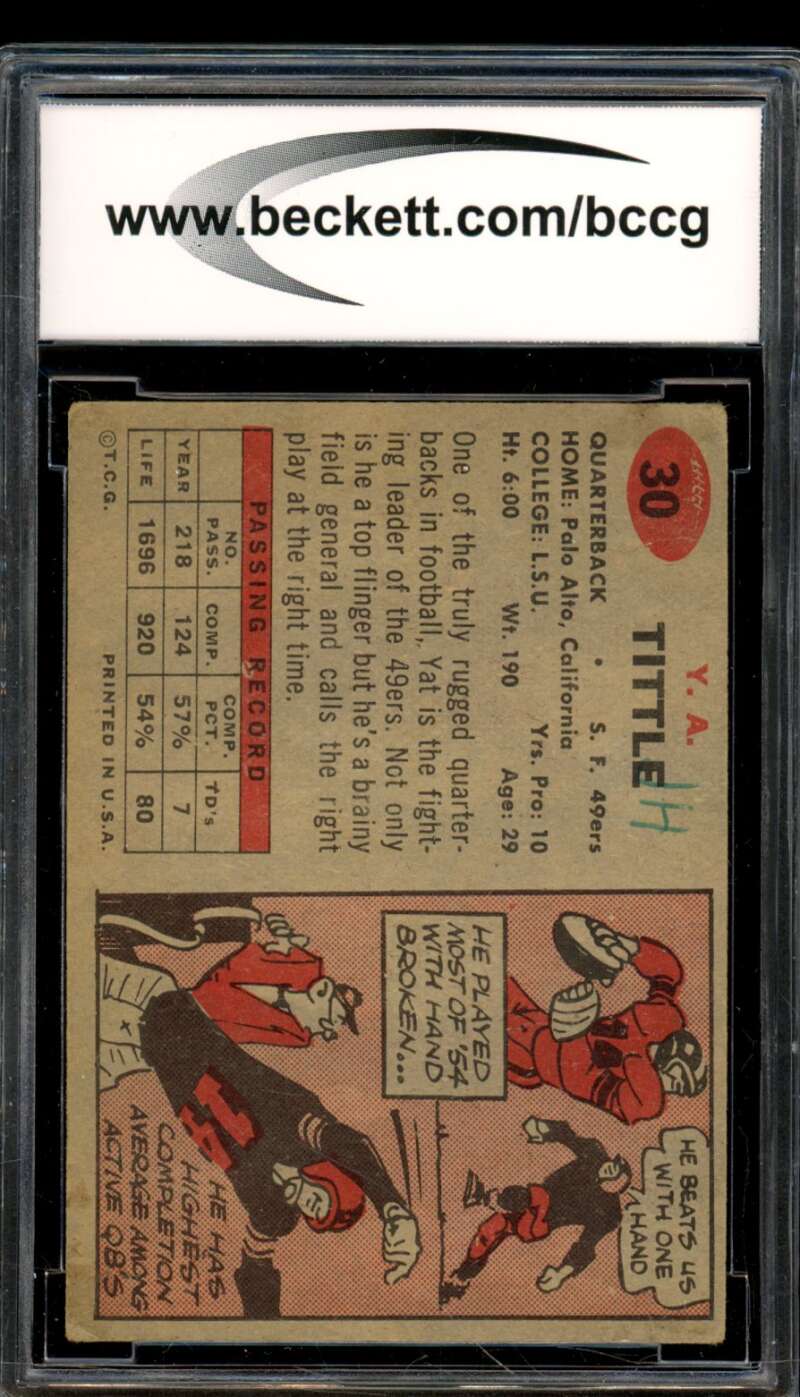 www.beckett.com/bccg
30
Y. A.
TITTLE
14
QUARTERBACK • S. F. 49ers
HOME: Palo Alto, California
COLLEGE: L.S.U. Yrs. Pro: 10
Ht. 6:00 Wt. 190 Age: 29
One of the truly rugged quarter-
backs in football, Yat is the fight-
ing leader of the 49ers. Not only
is he a top flinger but he's a brainy
field general and calls the right
play at the right time.
PASSING RECORD
NO. PASS. COMP. COMP. PCT. TD's
YEAR 218 124 57% 7
LIFE 1696 920 54% 80
©T.C.G. PRINTED IN U.S.A.
HE PLAYED
MOST OF '54
WITH HAND
BROKEN...
HE BEATS US
WITH ONE
HAND
14
HE HAS
HIGHEST
COMPLETION
AVERAGE AMONG
ACTIVE QB'S